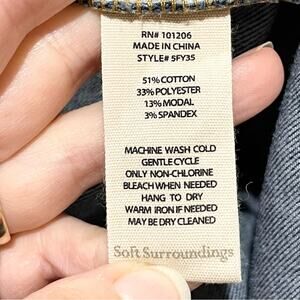 RN# 101206
MADE IN CHINA
STYLE# 5FY35
51% COTTON
33% POLYESTER
13% MODAL
3% SPANDEX
MACHINE WASH COLD
GENTLE CYCLE
ONLY NON-CHLORINE
BLEACH WHEN NEEDED
HANG TO DRY
WARM IRON IF NEEDED
MAY BE DRY CLEANED
Soft Surroundings